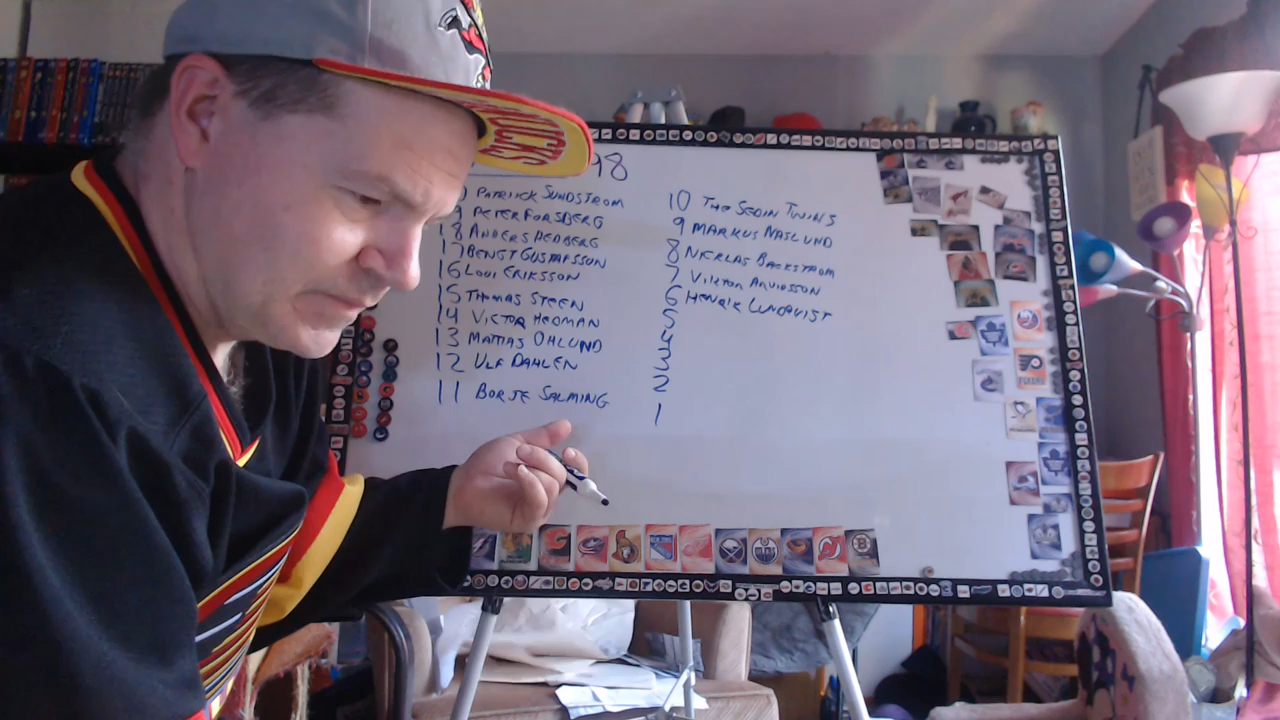 98
PATRICK SUNDSTROM
9 PETER FORSBERG
18 ANDERS HEDBERG
17 BENGT GUSTAFSSON
16 LOUI ERIKSSON
15 THOMAS STEEN
14 VICTOR HEDMAN
13 MATTIAS OHLUND
12 ULF DAHLEN
11 BORJE SALMING
10 THE SEDIN TWINS
9 MARKUS NASLUND
8 NICKLAS BACKSTROM
7 VIKTOR ARVIDSSON
6 HENRIK LUNDQVIST
5
4
3
2
1